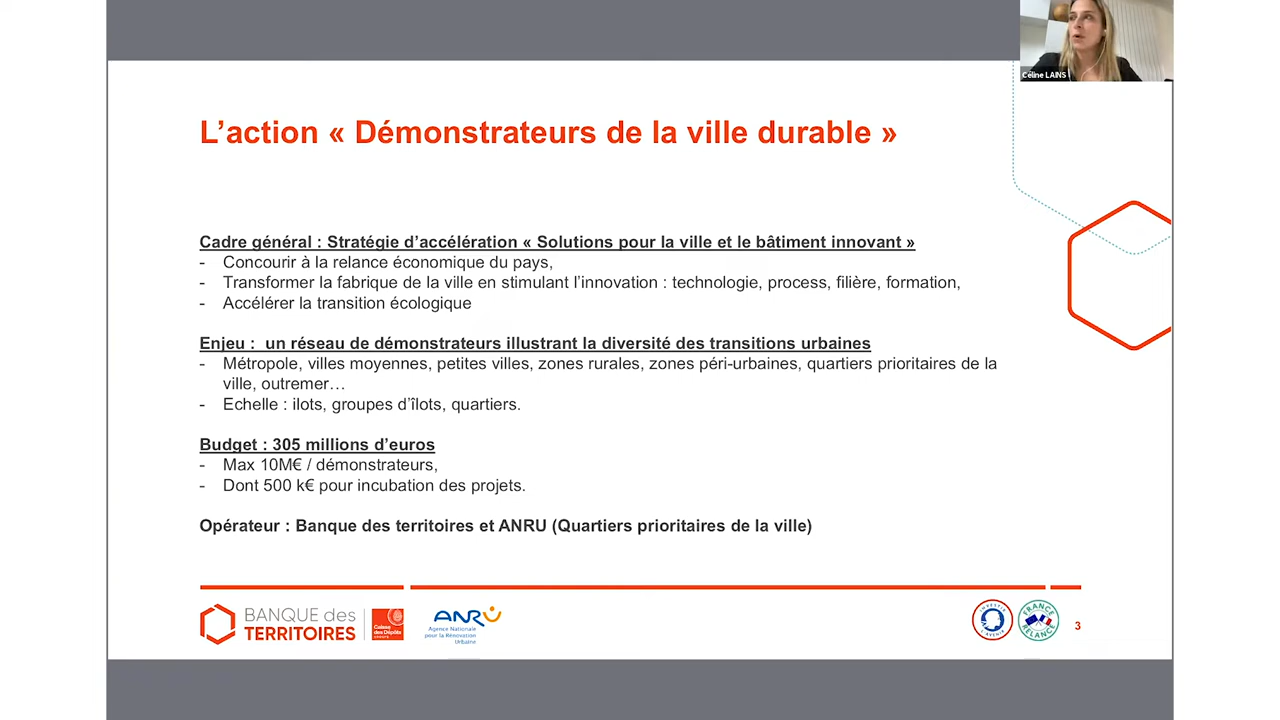 Céline LAINS
L’action « Démonstrateurs de la ville durable »
Cadre général : Stratégie d’accélération « Solutions pour la ville et le bâtiment innovant »
- Concourir à la relance économique du pays,
- Transformer la fabrique de la ville en stimulant l’innovation : technologie, process, filière, formation,
- Accélérer la transition écologique
Enjeu : un réseau de démonstrateurs illustrant la diversité des transitions urbaines
- Métropole, villes moyennes, petites villes, zones rurales, zones péri-urbaines, quartiers prioritaires de la
ville, outremer…
- Echelle : ilots, groupes d’îlots, quartiers.
Budget : 305 millions d’euros
- Max 10M€ / démonstrateurs,
- Dont 500 k€ pour incubation des projets.
Opérateur : Banque des territoires et ANRU (Quartiers prioritaires de la ville)
BANQUE des
TERRITOIRES
Caisse
des Dépôts
GROUPE
ANRU
Agence Nationale
pour la Rénovation
Urbaine
INVESTIR
L'AVENIR
FRANCE
RELANCE
3